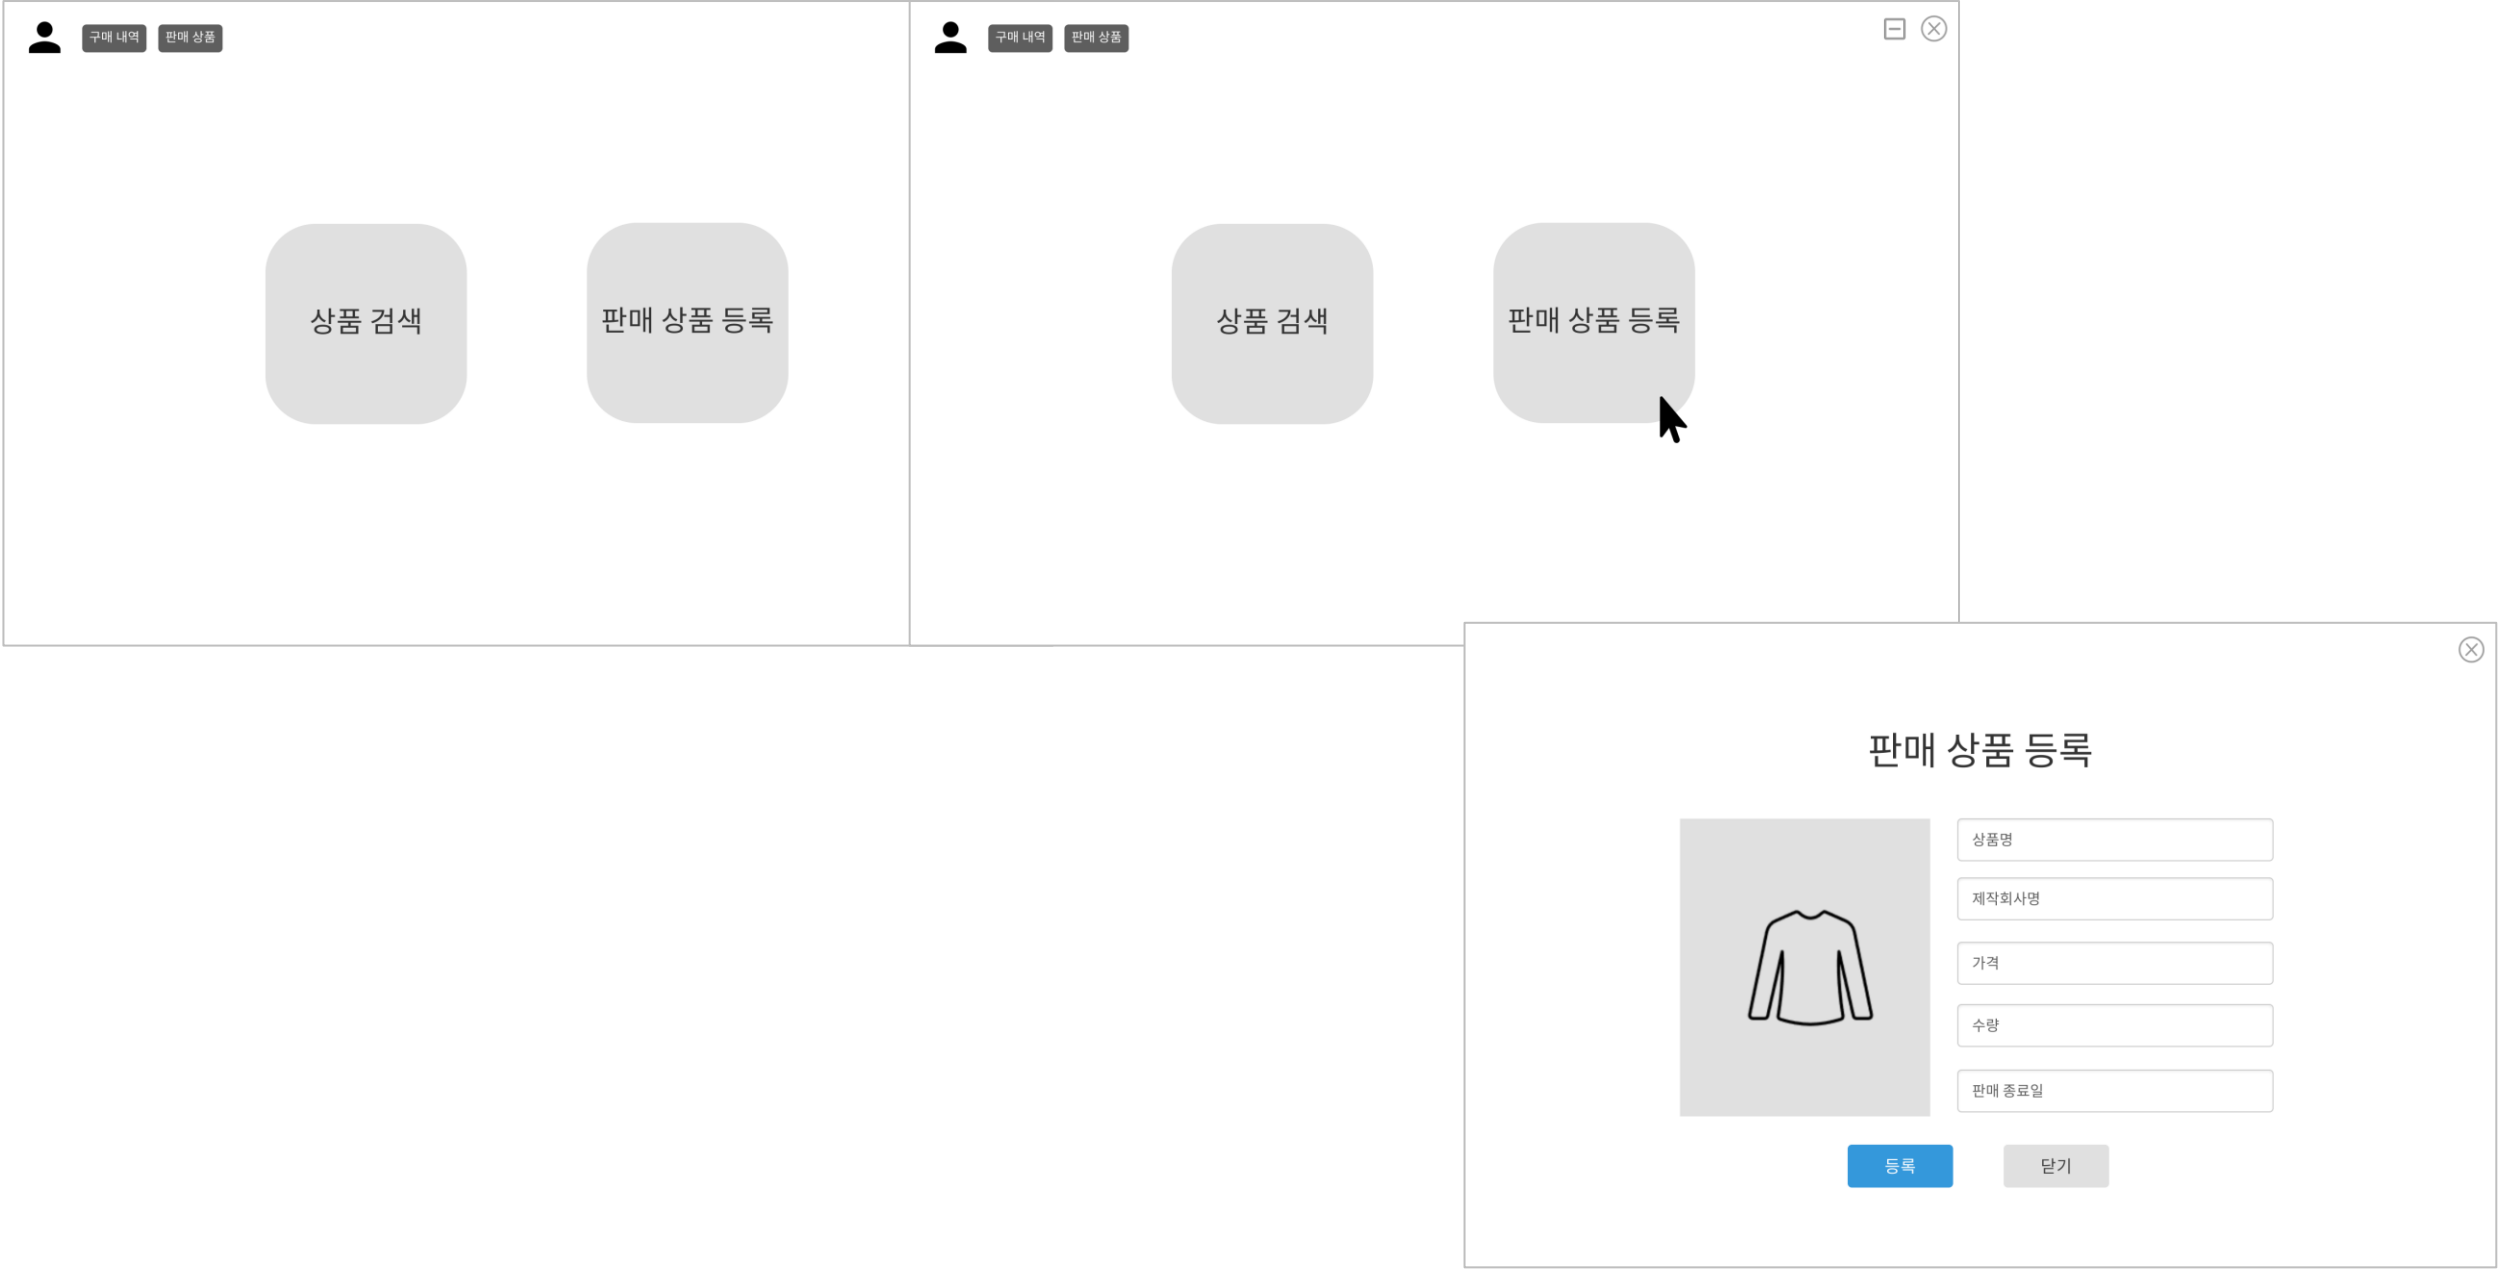 구매 내역
판매 상품
상품 검색
판매 상품 등록
구매 내역
판매 상품
상품 검색
판매 상품 등록
판매 상품 등록
상품명
제작회사명
가격
수량
판매 종료일
등록
닫기